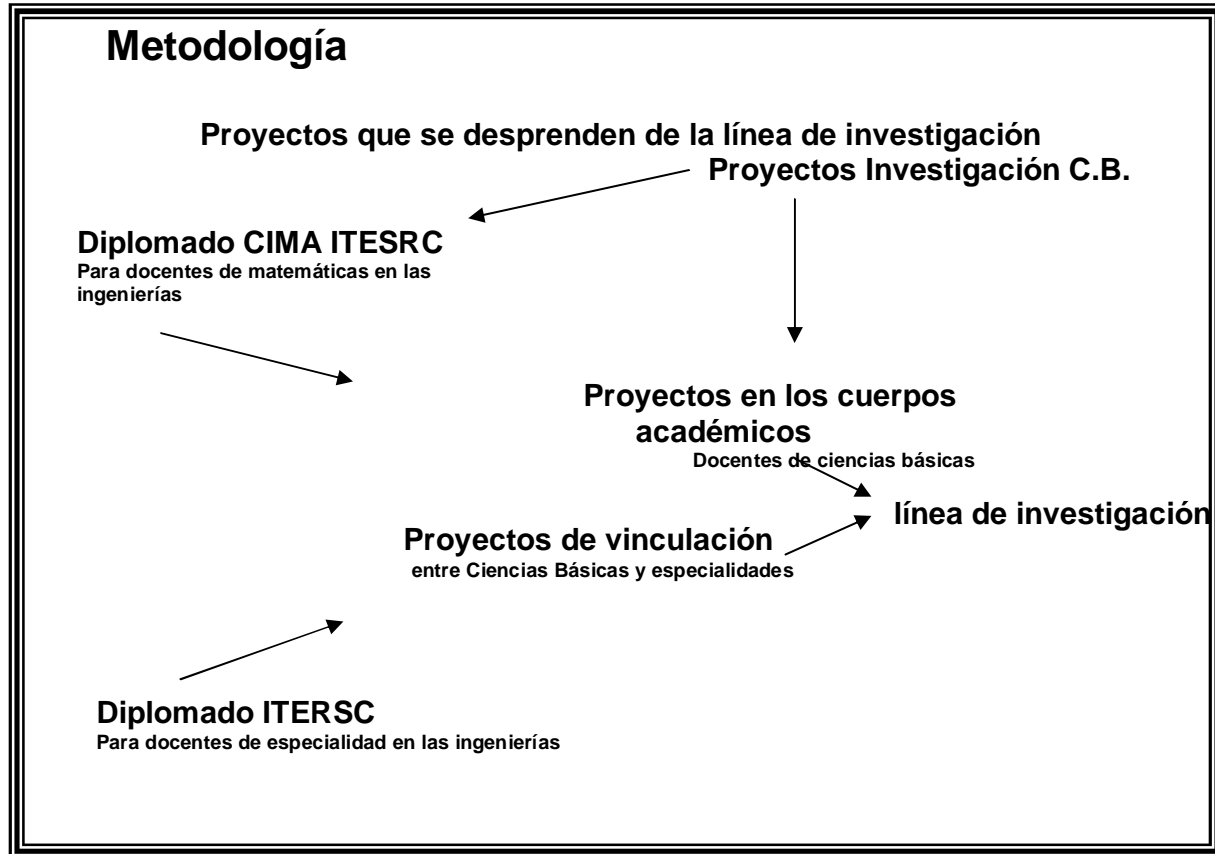 Metodología
Proyectos que se desprenden de la línea de investigación
Proyectos Investigación C.B.
Diplomado CIMA ITESRC
Para docentes de matemáticas en las
ingenierías
Proyectos en los cuerpos
académicos
Docentes de ciencias básicas
línea de investigación
Proyectos de vinculación
entre Ciencias Básicas y especialidades
Diplomado ITERSC
Para docentes de especialidad en las ingenierías